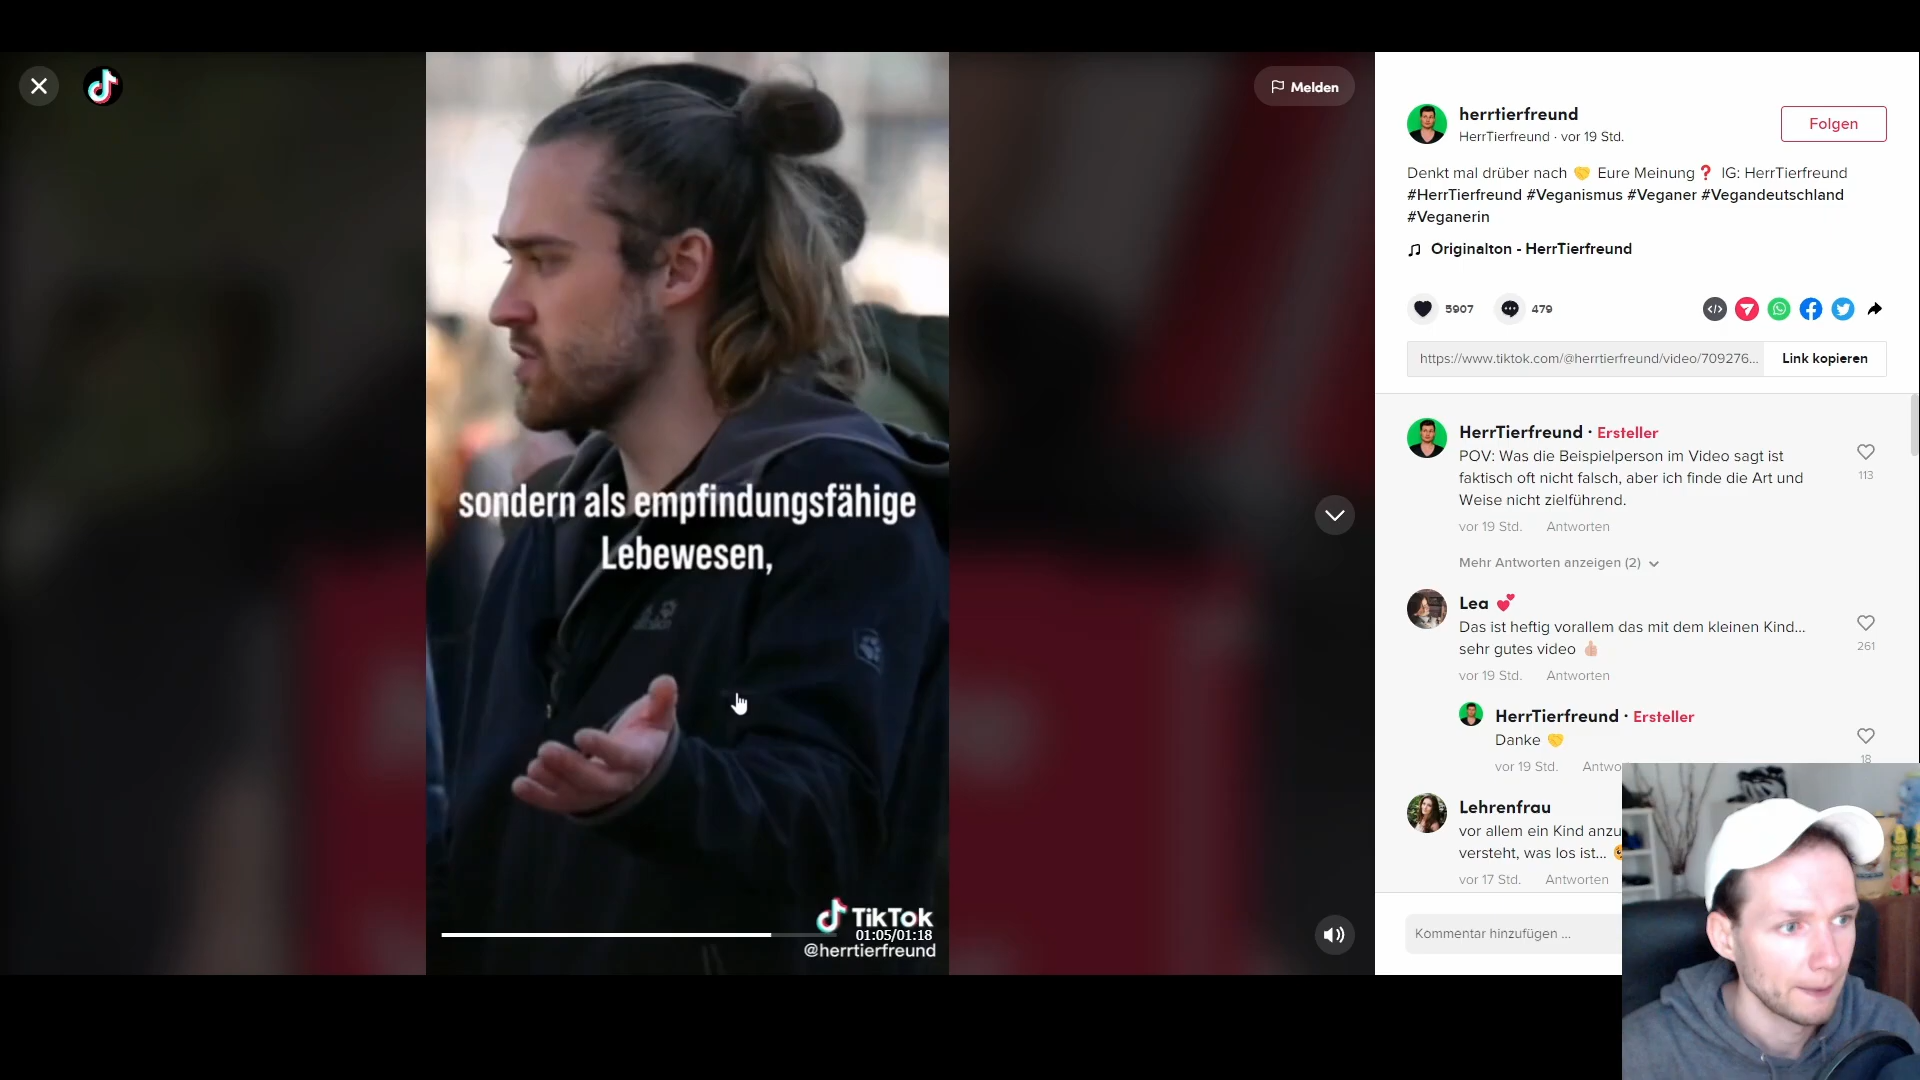 Melden
sondern als empfindungsfähige
Lebewesen,
TikTok
01:05/01:18
@herrtierfreund
herrtierfreund
HerrTierfreund · vor 19 Std.
Folgen
Denkt mal drüber nach 🤝 Eure Meinung❓ IG: HerrTierfreund
#HerrTierfreund #Veganismus #Veganer #Vegandeutschland
#Veganerin
Originalton - HerrTierfreund
5907
479
https://www.tiktok.com/@herrtierfreund/video/709276...
Link kopieren
HerrTierfreund · Ersteller
POV: Was die Beispielperson im Video sagt ist
faktisch oft nicht falsch, aber ich finde die Art und
Weise nicht zielführend.
113
vor 19 Std. Antworten
Mehr Antworten anzeigen (2)
Lea 💕
Das ist heftig vorallem das mit dem kleinen Kind...
sehr gutes video 👍🏻
261
vor 19 Std. Antworten
HerrTierfreund · Ersteller
Danke 🤝
18
vor 19 Std. Antwo
Lehrenfrau
vor allem ein Kind anzu
versteht, was los ist...
vor 17 Std. Antworten
Kommentar hinzufügen ...